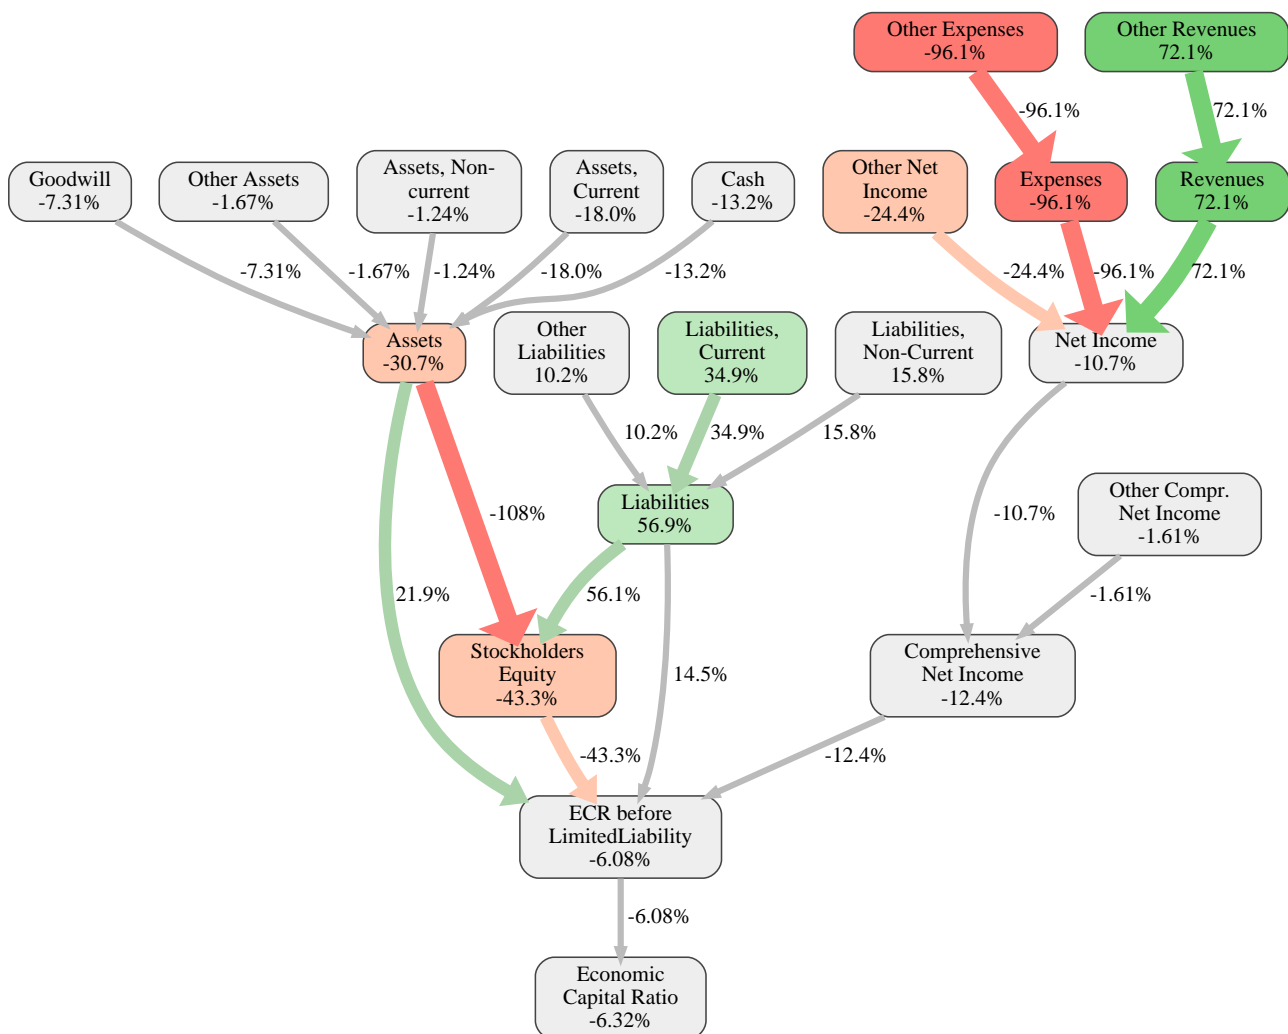 Other Expenses
-96.1%
Other Revenues
72.1%
-96.1%
72.1%
Goodwill
-7.31%
Other Assets
-1.67%
Assets, Non-
current
-1.24%
Assets,
Current
-18.0%
Cash
-13.2%
Other Net
Income
-24.4%
Expenses
-96.1%
Revenues
72.1%
-7.31%
-1.67%
-1.24%
-18.0%
-13.2%
-24.4%
-96.1%
72.1%
Assets
-30.7%
Other
Liabilities
10.2%
Liabilities,
Current
34.9%
Liabilities,
Non-Current
15.8%
Net Income
-10.7%
10.2%
34.9%
15.8%
Liabilities
56.9%
Other Compr.
Net Income
-1.61%
-108%
-10.7%
21.9%
56.1%
-1.61%
Stockholders
Equity
-43.3%
14.5%
Comprehensive
Net Income
-12.4%
-43.3%
-12.4%
ECR before
LimitedLiability
-6.08%
-6.08%
Economic
Capital Ratio
-6.32%